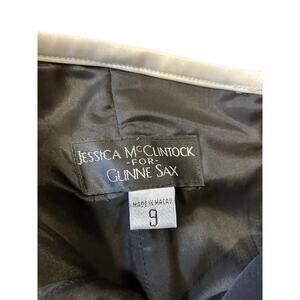 JESSICA McCLINTOCK
-FOR-
GUNNE SAX
MADE IN MACAU
9